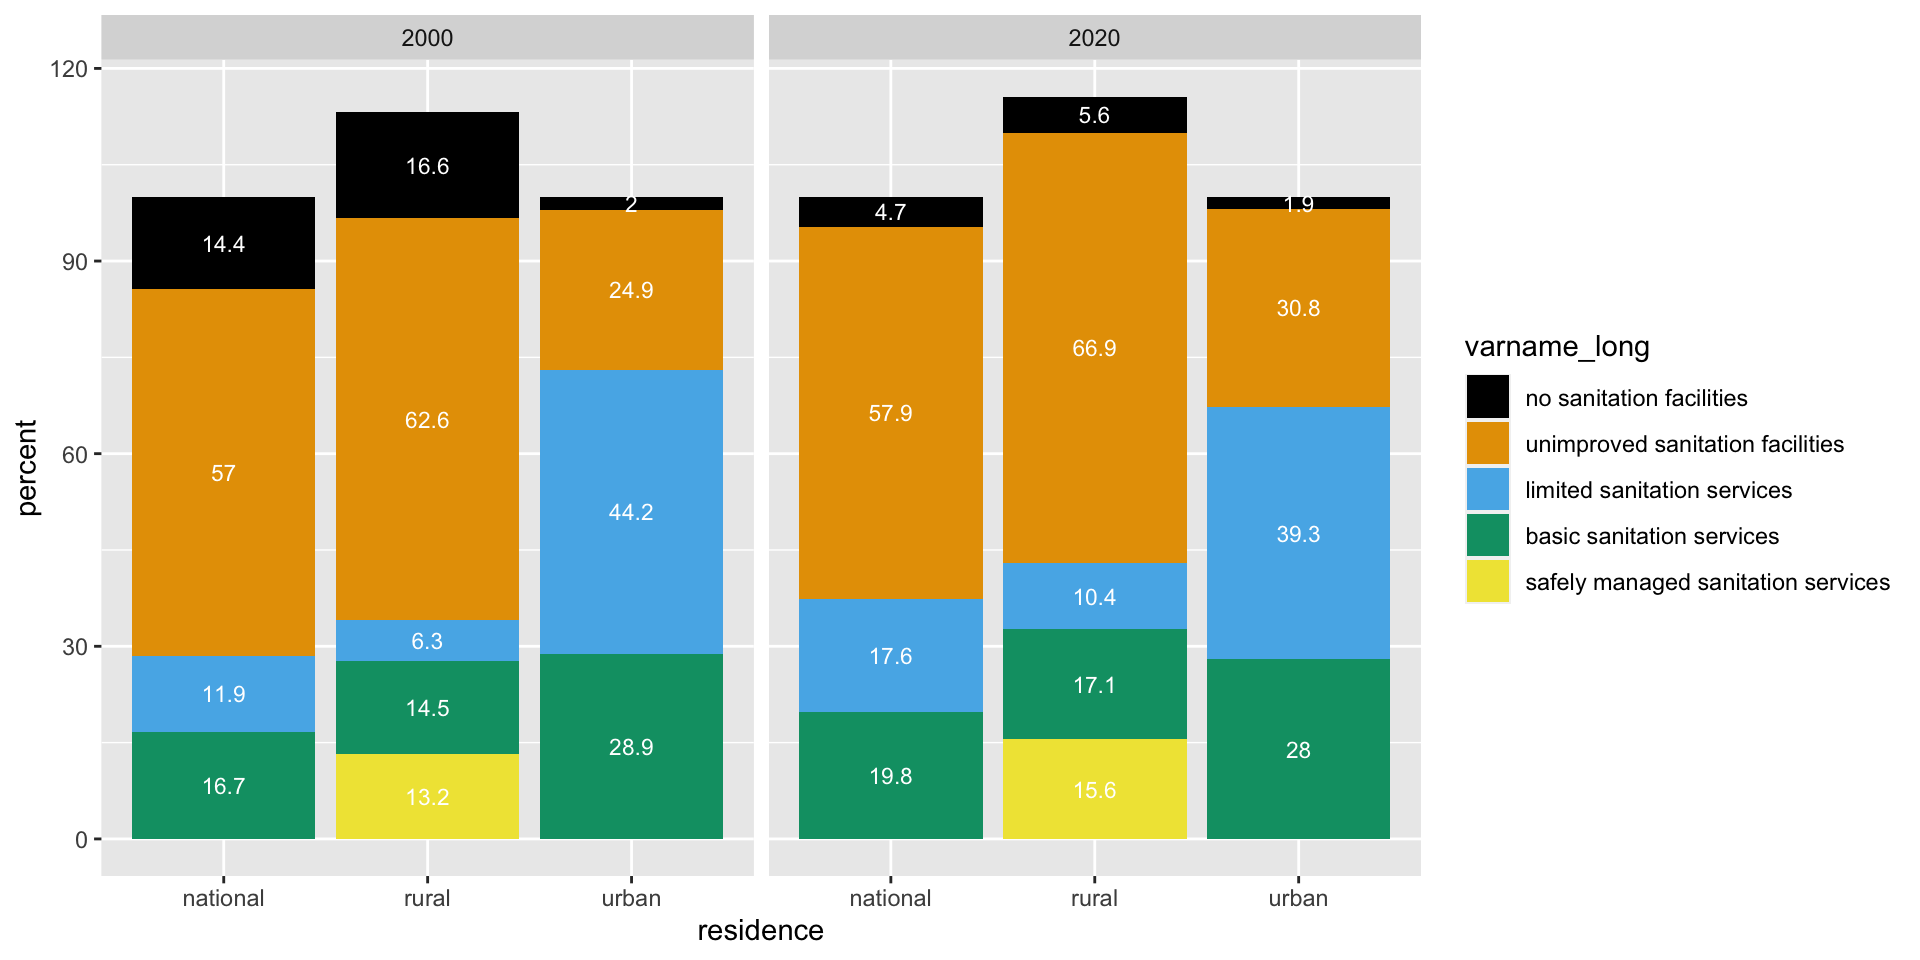 2000
2020
120
90
60
30
0
percent
14.4
57
11.9
16.7
16.6
62.6
6.3
14.5
13.2
2
24.9
44.2
28.9
4.7
57.9
17.6
19.8
5.6
66.9
10.4
17.1
15.6
1.9
30.8
39.3
28
national
rural
urban
national
rural
urban
residence
varname_long
no sanitation facilities
unimproved sanitation facilities
limited sanitation services
basic sanitation services
safely managed sanitation services